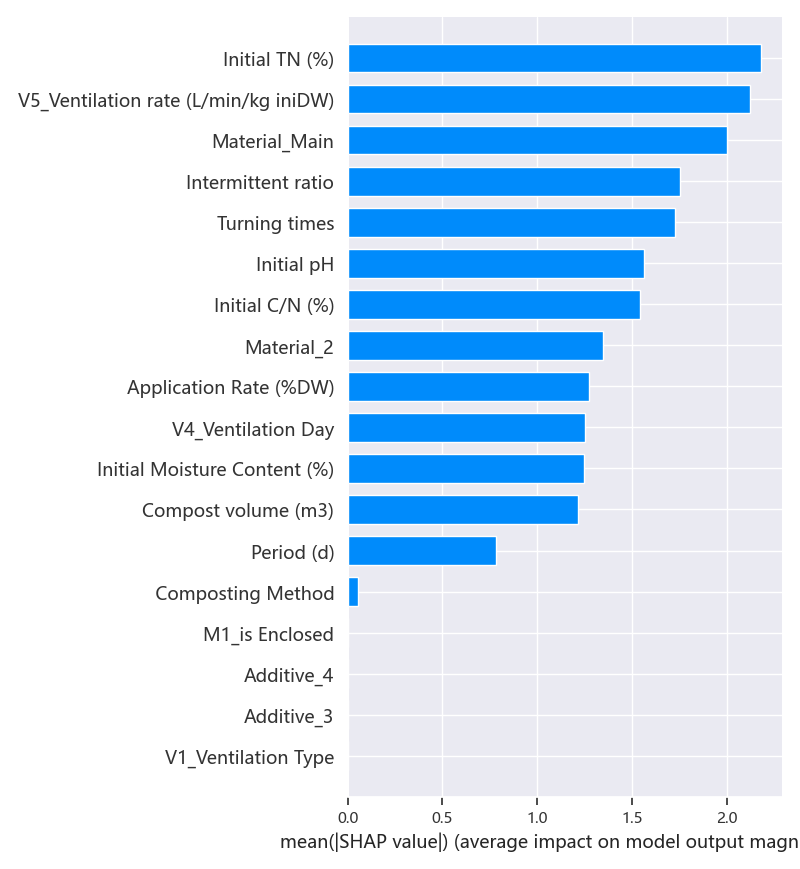 Initial TN (%)
V5_Ventilation rate (L/min/kg iniDW)
Material_Main
Intermittent ratio
Turning times
Initial pH
Initial C/N (%)
Material_2
Application Rate (%DW)
V4_Ventilation Day
Initial Moisture Content (%)
Compost volume (m3)
Period (d)
Composting Method
M1_is Enclosed
Additive_4
Additive_3
V1_Ventilation Type
0.0 0.5 1.0 1.5 2.0
mean(|SHAP value|) (average impact on model output magn